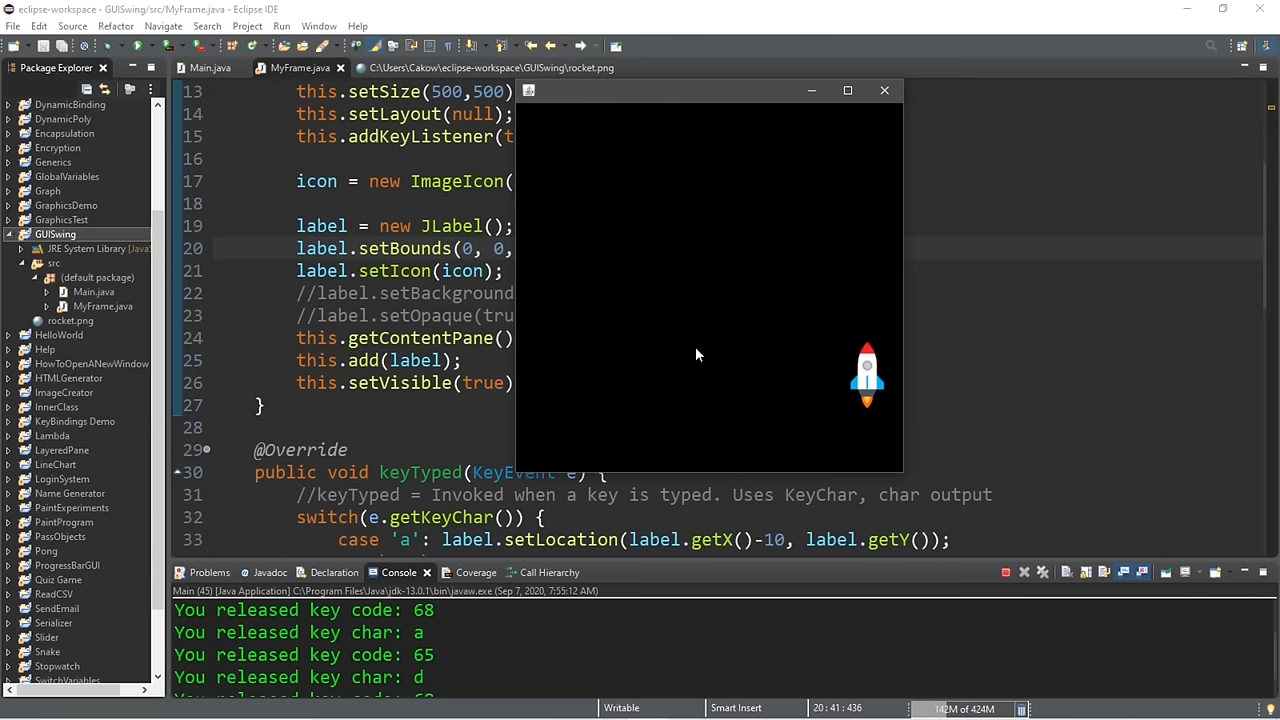 eclipse-workspace - GUISwing/src/MyFrame.java - Eclipse IDE
File Edit Source Refactor Navigate Search Project Run Window Help
Package Explorer
Main.java MyFrame.java C:\Users\Cakow\eclipse-workspace\GUISwing\rocket.png
DynamicBinding
DynamicPoly
Encapsulation
Encryption
Generics
GlobalVariables
Graph
GraphicsDemo
GraphicsTest
GUISwing
JRE System Library [JavaS
src
(default package)
Main.java
MyFrame.java
rocket.png
HelloWorld
Help
HowToOpenANewWindow
HTMLGenerator
ImageCreator
InnerClass
KeyBindings Demo
Lambda
LayeredPane
LineChart
LoginSystem
Name Generator
PaintExperiments
PaintProgram
PassObjects
Pong
ProgressBarGUI
Quiz Game
ReadCSV
SendEmail
Serializer
Slider
Snake
Stopwatch
SwitchVariables
13 this.setSize(500,500)
14 this.setLayout(null);
15 this.addKeyListener(t
16
17 icon = new ImageIcon(
18
19 label = new JLabel();
20 label.setBounds(0, 0,
21 label.setIcon(icon);
22 //label.setBackground
23 //label.setOpaque(tru
24 this.getContentPane()
25 this.add(label);
26 this.setVisible(true)
27 }
28
29 @Override
30 public void keyTyped(KeyEvent e) {
31 //keyTyped = Invoked when a key is typed. Uses KeyChar, char output
32 switch(e.getKeyChar()) {
33 case 'a': label.setLocation(label.getX()-10, label.getY());
Problems Javadoc Declaration Console Coverage Call Hierarchy
Main (45) [Java Application] C:\Program Files\Java\jdk-13.0.1\bin\javaw.exe (Sep 7, 2020, 7:55:12 AM)
You released key code: 68
You released key char: a
You released key code: 65
You released key char: d
Writable Smart Insert 20 : 41 : 436 142M of 424M